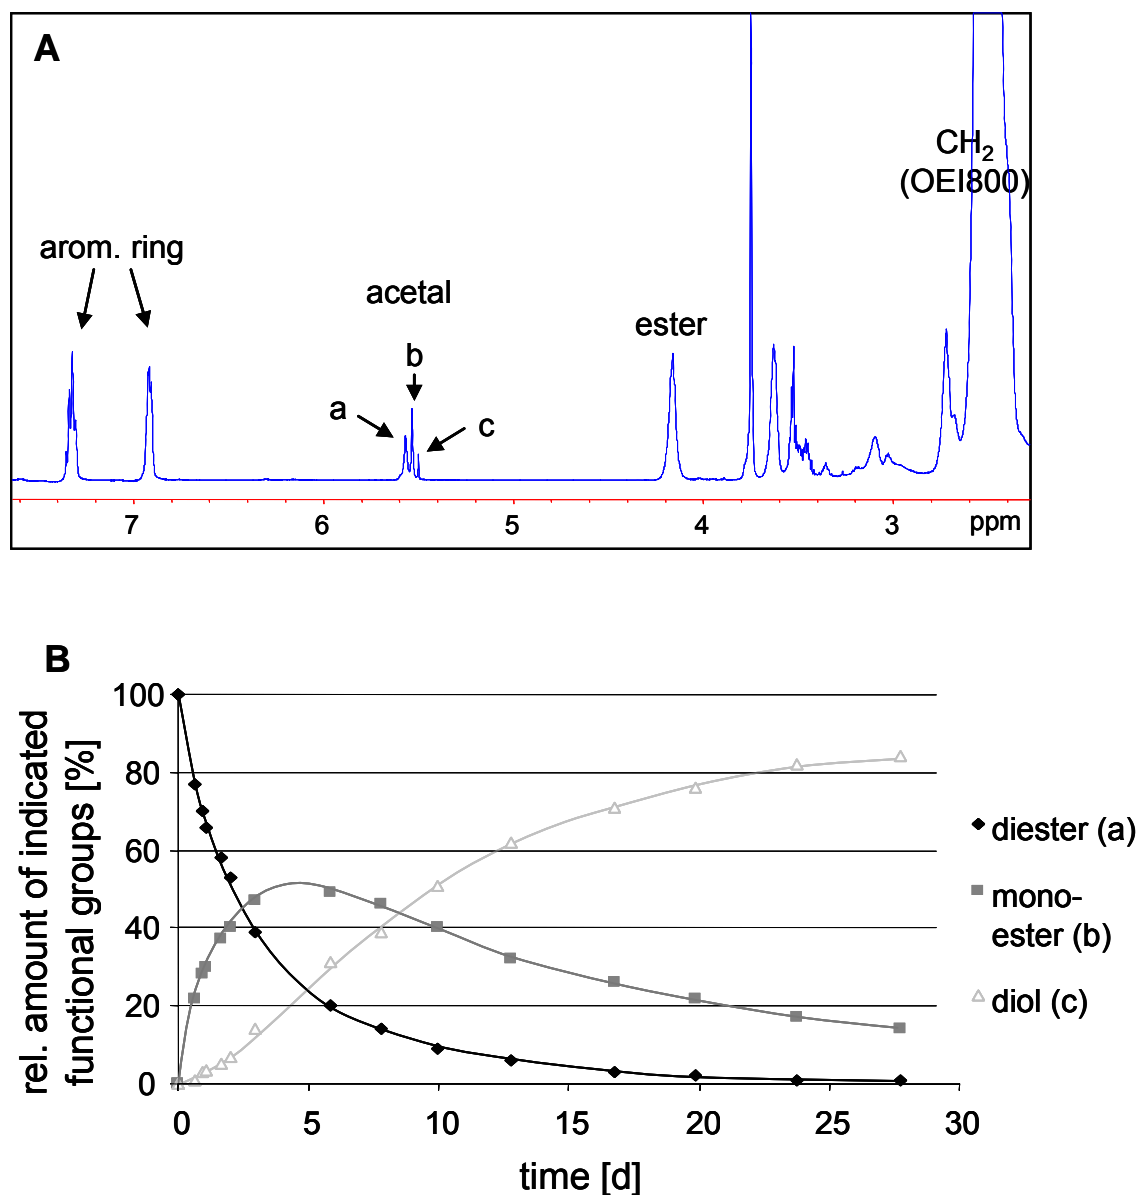 A
CH₂
(OEI800)
arom. ring
acetal
ester
b
a
c
7
6
5
4
3
ppm
B
rel. amount of indicated
functional groups [%]
100
80
60
40
20
0
0
5
10
15
20
25
30
time [d]
diester (a)
mono-
ester (b)
diol (c)